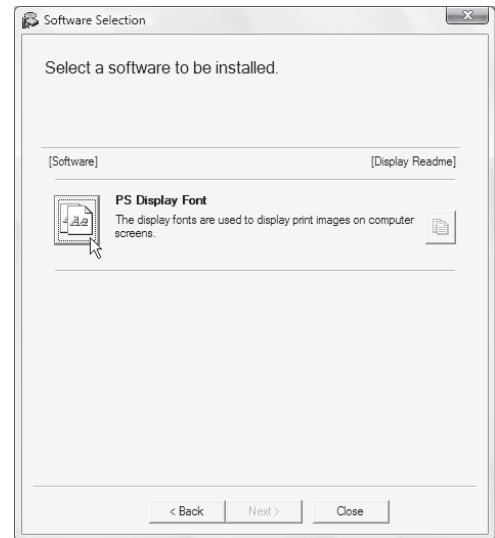 Software Selection
Select a software to be installed.
[Software] [Display Readme]
PS Display Font
The display fonts are used to display print images on computer
screens.
Aa
< Back Next > Close